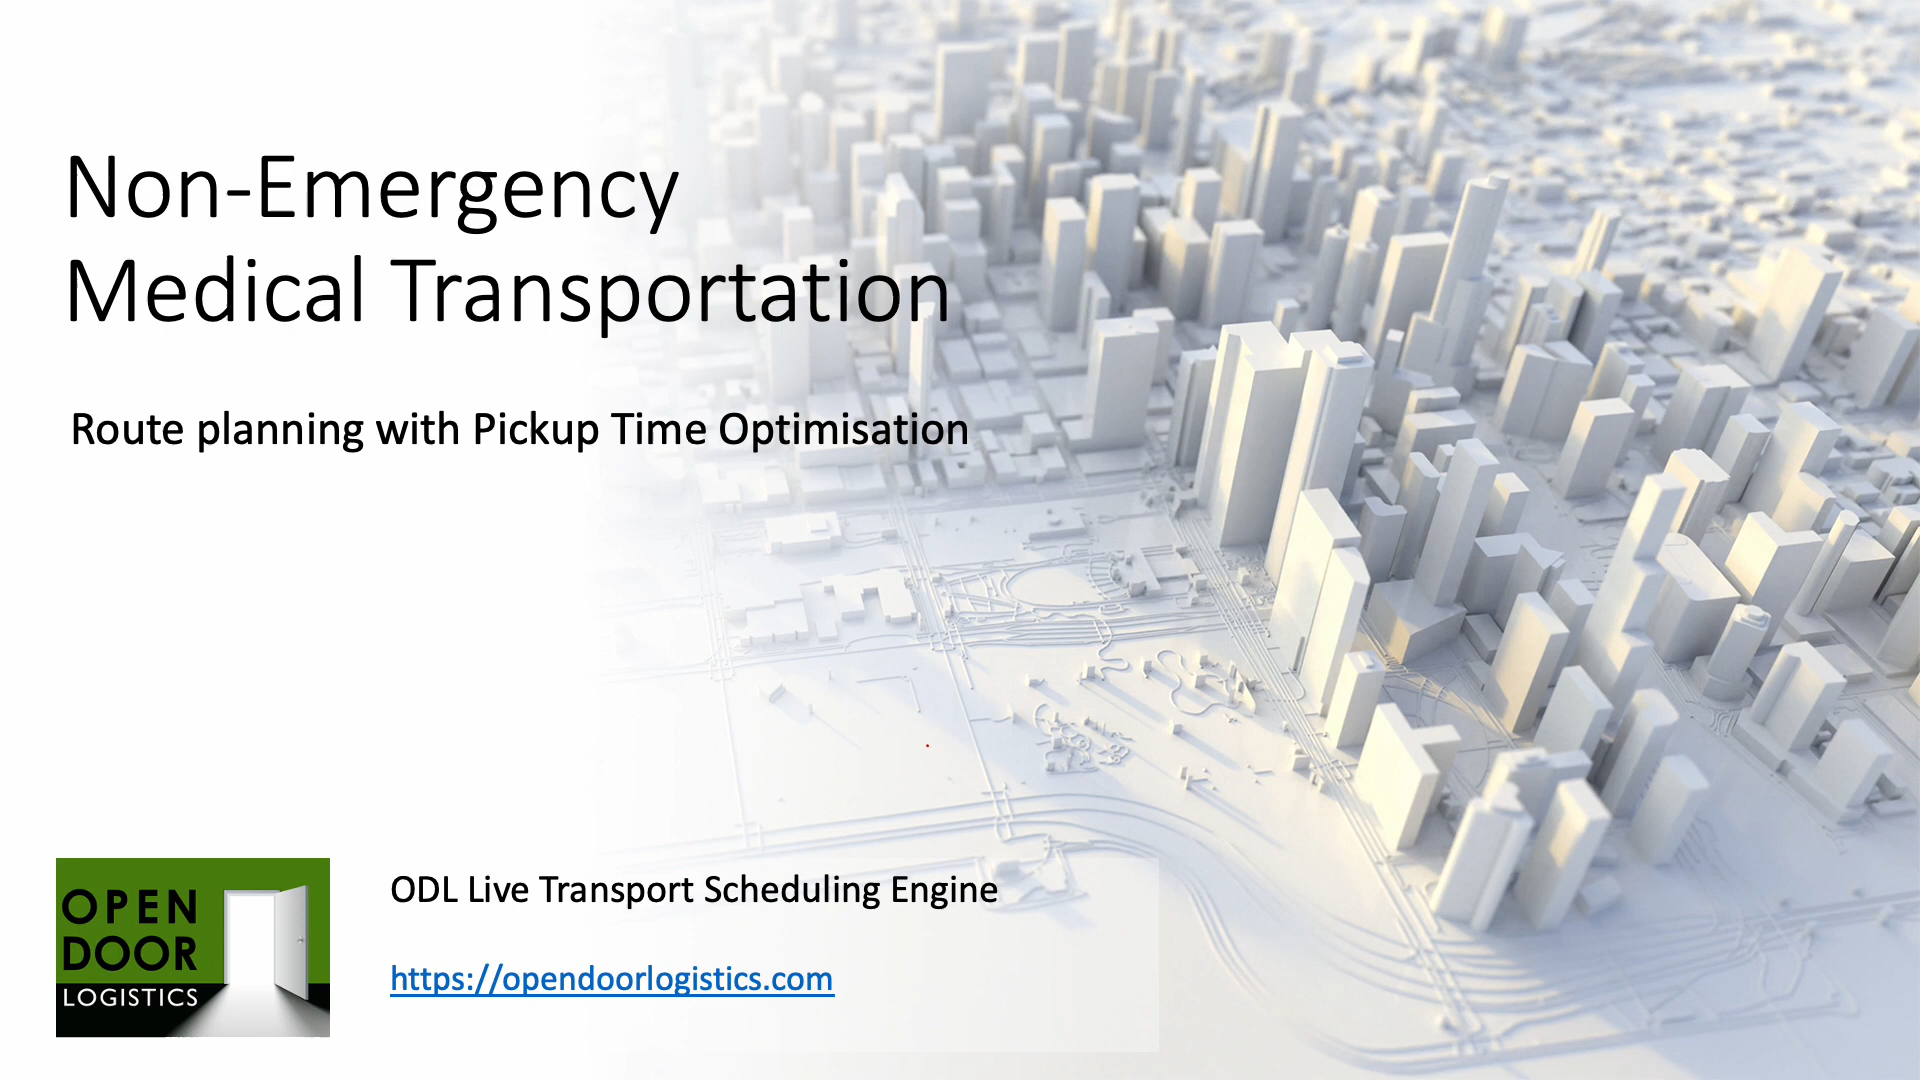 Non-Emergency
Medical Transportation
Route planning with Pickup Time Optimisation
OPEN
DOOR
LOGISTICS
ODL Live Transport Scheduling Engine
https://opendoorlogistics.com